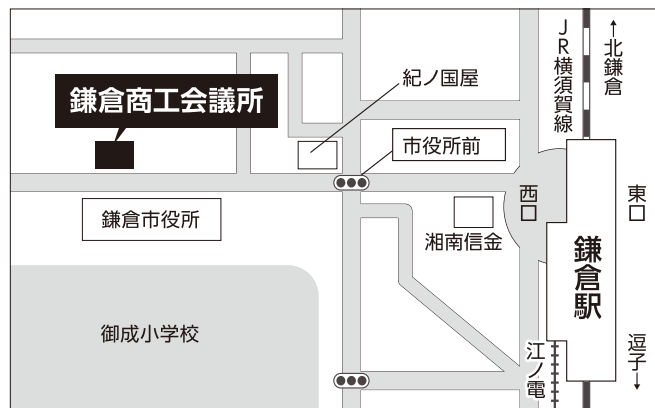 鎌倉商工会議所
紀ノ国屋
市役所前
鎌倉市役所
湘南信金
御成小学校
JR横須賀線
←北鎌倉
西口
東口
鎌倉駅
江ノ電
逗子→